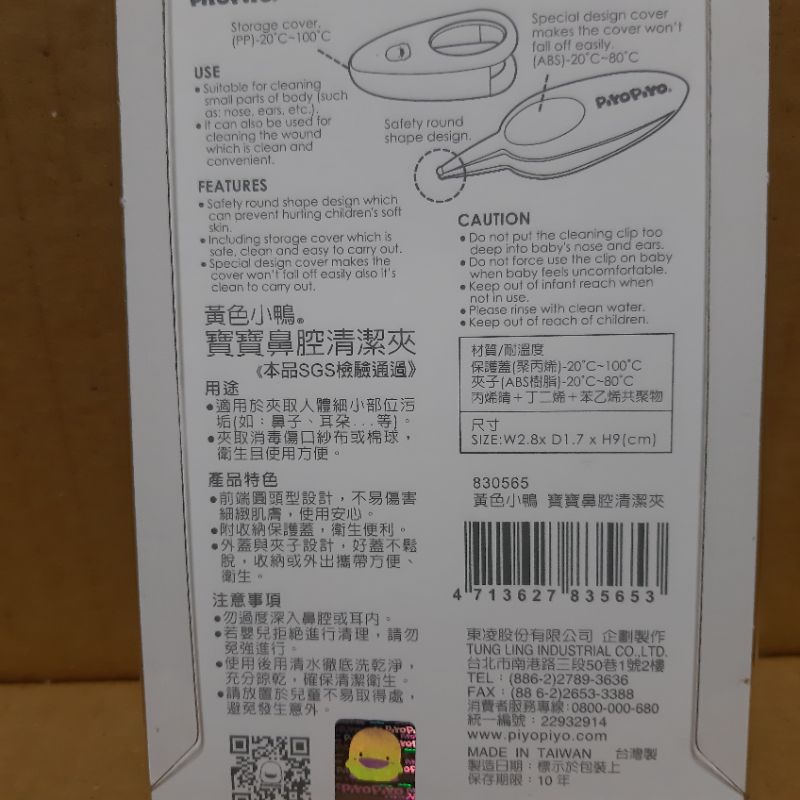 Storage cover.
(PP)-20°C~100°C
Special design cover
makes the cover won't
fall off easily.
(ABS)-20°C~80°C
PiYoPiYo®
Safety round
shape design.
USE
•Suitable for cleaning
small parts of body (such
as: nose, ears, etc.).
•It can also be used for
cleaning the wound
which is clean and
convenient.
FEATURES
•Safety round shape design which
can prevent hurting children's soft
skin.
•Including storage cover which is
safe, clean and easy to carry out.
•Special design cover makes the
cover won't fall off easily also it's
clean to carry out.
CAUTION
•Do not put the cleaning clip too
deep into baby's nose and ears.
•Do not force use the clip on baby
when baby feels uncomfortable.
•Keep out of infant reach when
not in use.
•Please rinse with clean water.
•Keep out of reach of children.
黃色小鴨®
寶寶鼻腔清潔夾
《本品SGS檢驗通過》
用途
•適用於夾取人體細小部位污
垢(如：鼻子、耳朵...等)。
•夾取消毒傷口紗布或棉球，
衛生且使用方便。
產品特色
•前端圓頭型設計，不易傷害
細緻肌膚，使用安心。
•附收納保護蓋，衛生便利。
•外蓋與夾子設計，好蓋不鬆
脫，收納或外出攜帶方便、
衛生。
注意事項
•勿過度深入鼻腔或耳內。
•若嬰兒拒絕進行清理，請勿
免強進行。
•使用後用清水徹底洗乾淨，
充分晾乾，確保清潔衛生。
•請放置於兒童不易取得處，
避免發生意外。
材質/耐溫度
保護蓋(聚丙烯)-20°C~100°C
夾子(ABS樹脂)-20°C~80°C
丙烯睛＋丁二烯＋苯乙烯共聚物
尺寸
SIZE:W2.8x D1.7 x H9(cm)
830565
黃色小鴨 寶寶鼻腔清潔夾
4 713627 835653
東凌股份有限公司 企劃製作
TUNG LING INDUSTRIAL CO.,LTD.
台北市南港路三段50巷1號2樓
TEL：(886-2)2789-3636
FAX：(88 6-2)2653-3388
消費者服務專線:0800-000-680
統一編號：22932914
www.piyopiyo.com
MADE IN TAIWAN 台灣製
製造日期：標示於包裝上
保存期限：10 年